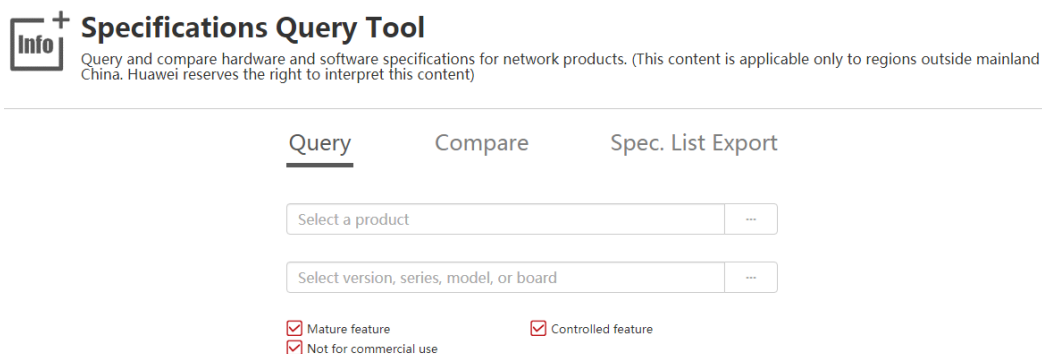 Info
Specifications Query Tool
Query and compare hardware and software specifications for network products. (This content is applicable only to regions outside mainland
China. Huawei reserves the right to interpret this content)
Query Compare Spec. List Export
Select a product ...
Select version, series, model, or board ...
Mature feature Controlled feature
Not for commercial use